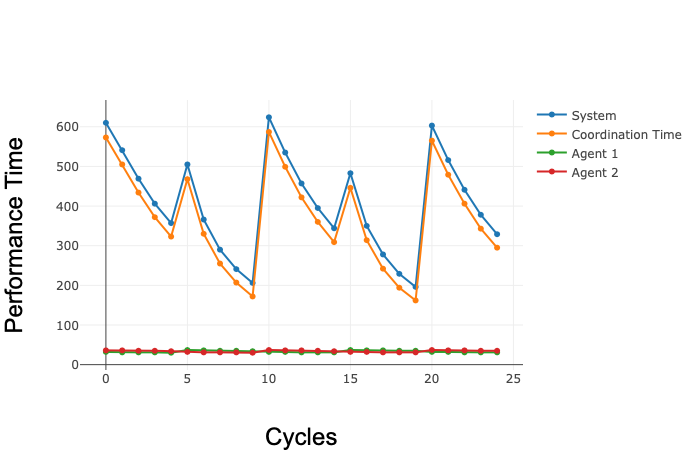 System
Coordination Time
Agent 1
Agent 2
Performance Time
600
500
400
300
200
100
0
0 5 10 15 20 25
Cycles